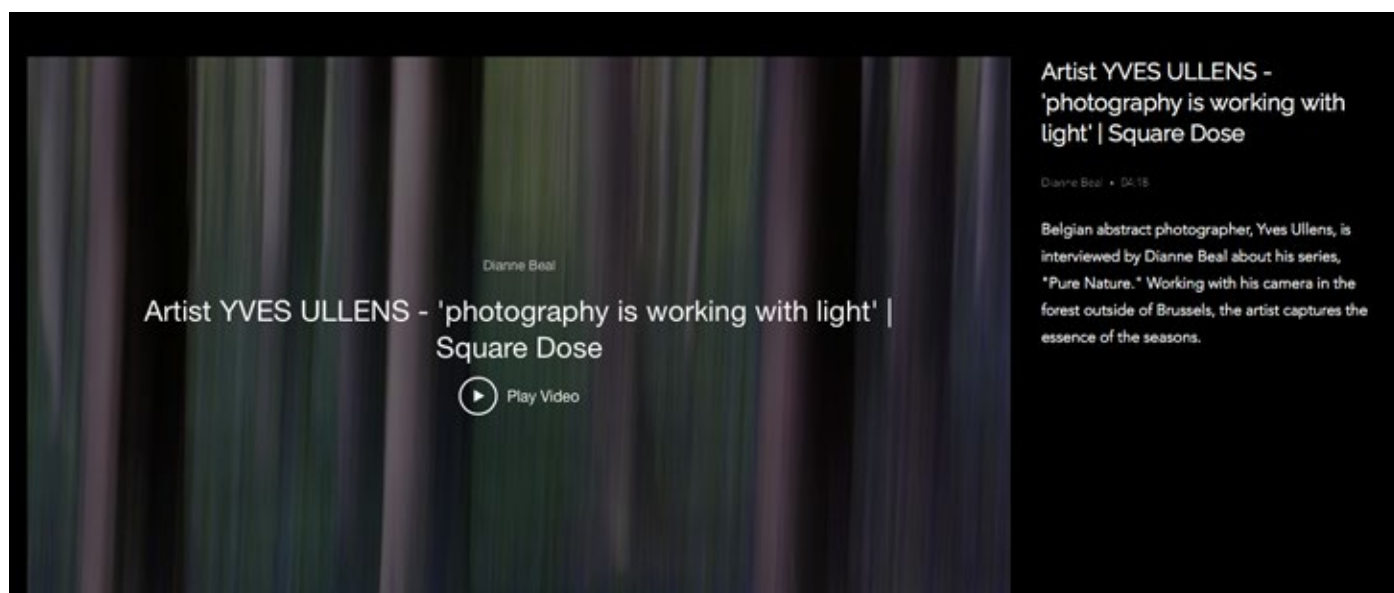 Dianne Beal
Artist YVES ULLENS - 'photography is working with light' |
Square Dose
Play Video
Artist YVES ULLENS -
'photography is working with
light' | Square Dose
Dianne Beal • 04:18
Belgian abstract photographer, Yves Ullens, is
interviewed by Dianne Beal about his series,
"Pure Nature." Working with his camera in the
forest outside of Brussels, the artist captures the
essence of the seasons.